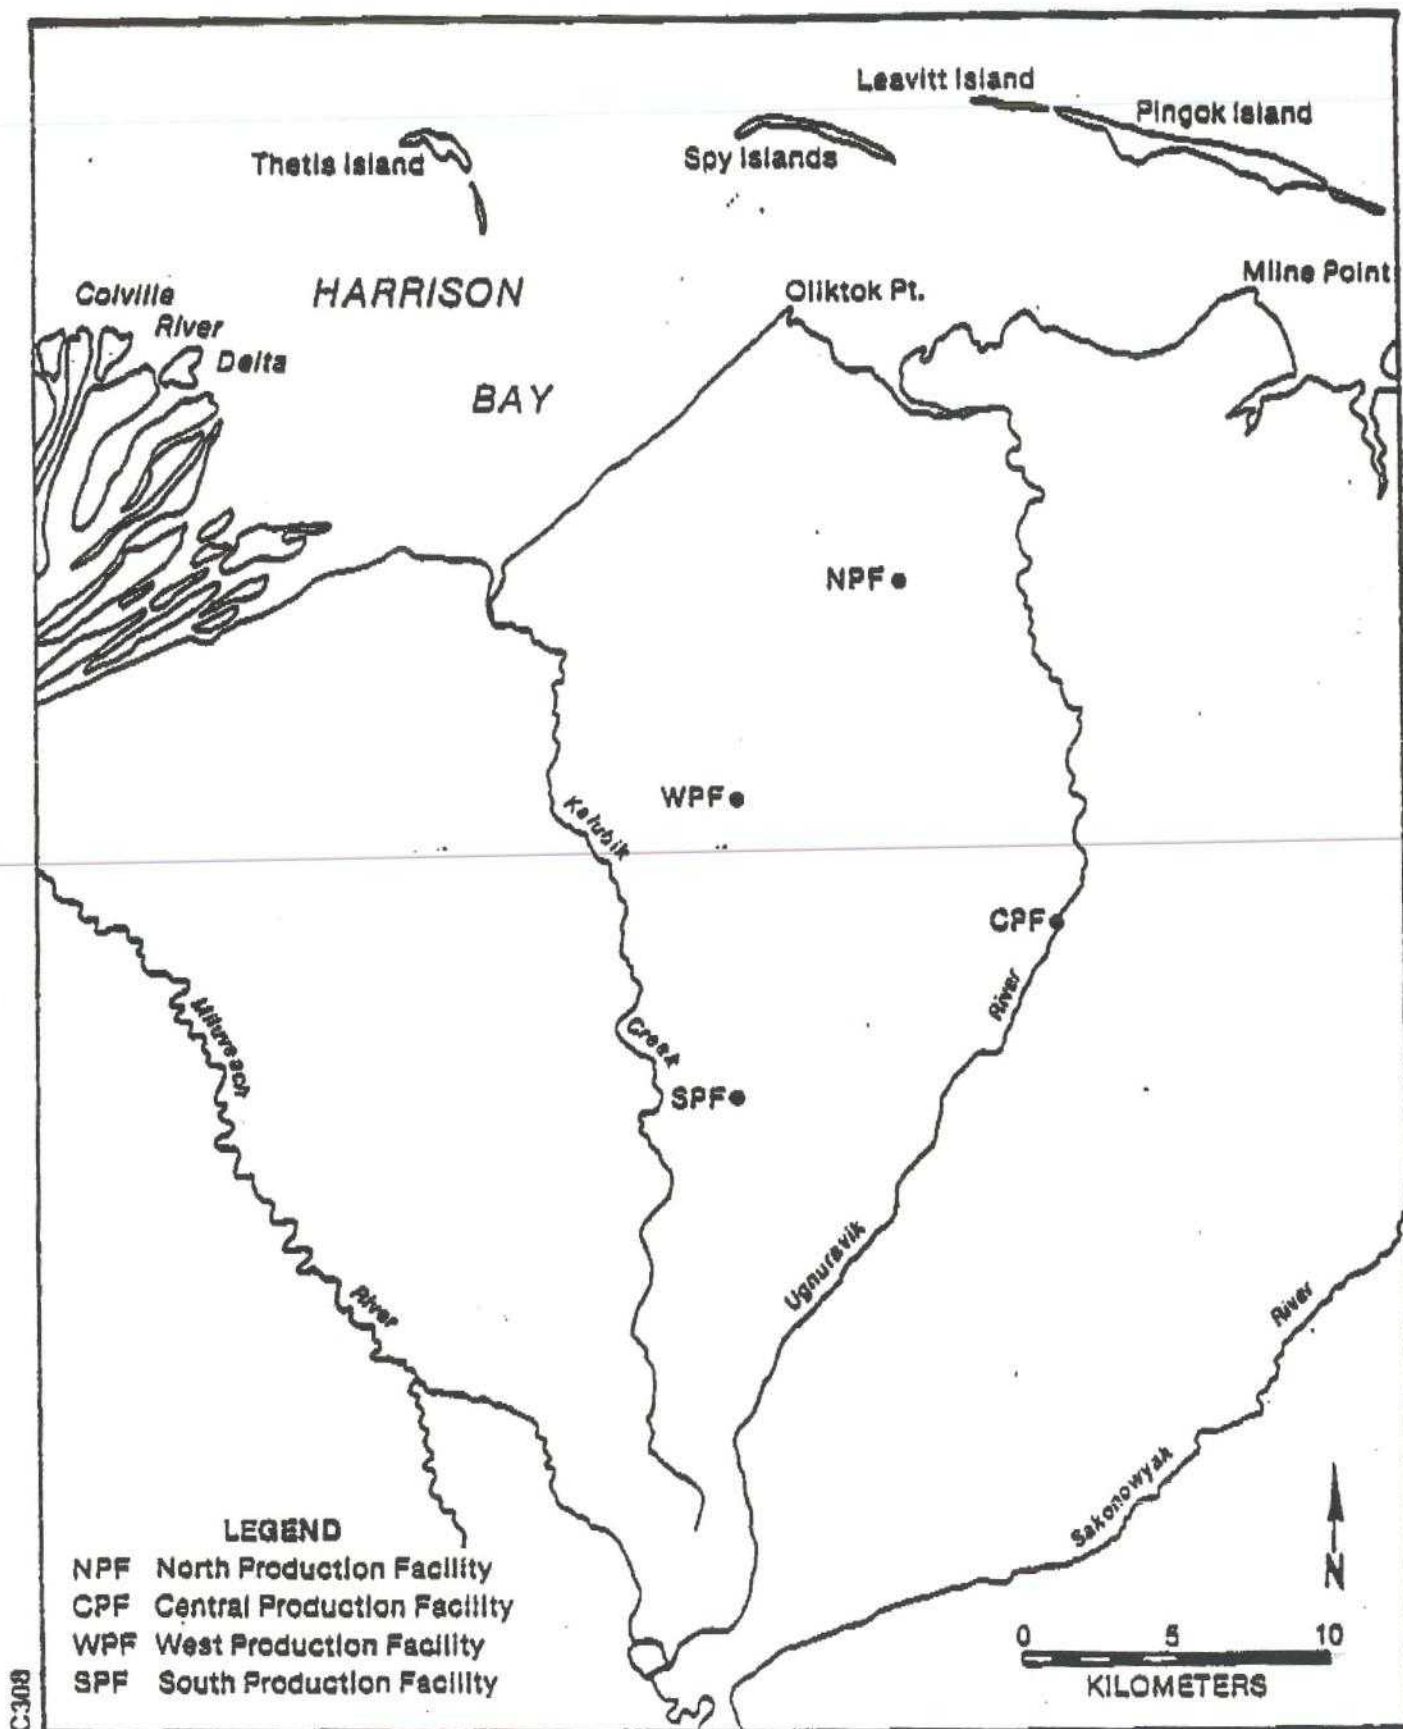 Leavitt Island
Pingok Island
Thetis Island
Spy Islands
Colville
River
Delta
HARRISON
BAY
Oliktok Pt.
Milne Point
NPF
WPF
Kalubik
CPF
River
Miluveach
Creek
SPF
Ugnuravik
River
River
Sakonowyak
LEGEND
NPF North Production Facility
CPF Central Production Facility
WPF West Production Facility
SPF South Production Facility
N
0 5 10
KILOMETERS
C308